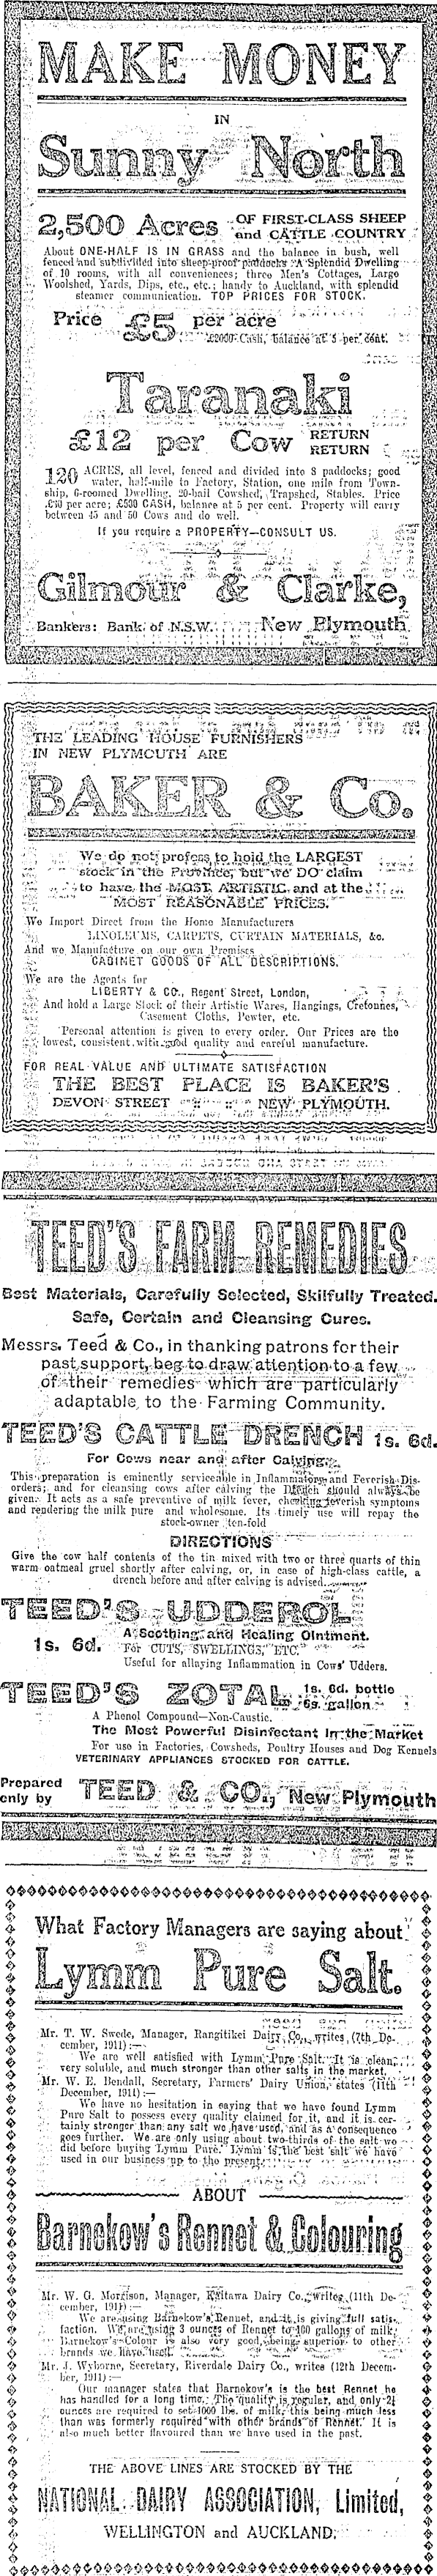 MAKE MONEY
IN
Sunny North
2,500 Acres OF FIRST-CLASS SHEEP
and CATTLE COUNTRY
About ONE-HALF IS IN GRASS and the balance in bush, well
fenced and subdivided into sheep-proof paddocks. A Splendid Dwelling
of 10 rooms, with all conveniences; three Men's Cottages, Large
Woolshed, Yards, Dips, etc., etc.; handy to Auckland, with splendid
steamer communication. TOP PRICES FOR STOCK.
Price £5 per acre
£2000 Cash, balance at 5 per cent.
Taranaki
£12 per Cow RETURN
RETURN
120 ACRES, all level, fenced and divided into 8 paddocks; good
water, half-mile to Factory, Station, one mile from Town-
ship, 6-roomed Dwelling, 20-bail Cowshed, Trapshed, Stables. Price
per acre; £500 CASH, balance at 5 per cent. Property will carry
between 45 and 50 Cows and do well.
If you require a PROPERTY—CONSULT US.
Gilmour & Clarke,
Bankers: Bank of N.S.W. New Plymouth
THE LEADING HOUSE FURNISHERS
IN NEW PLYMOUTH ARE
BAKER & Co.
We do not profess to hold the LARGEST
stock in the Province, but we DO claim
to have the MOST ARTISTIC and at the
MOST REASONABLE PRICES.
We Import Direct from the Home Manufacturers
LINOLEUMS, CARPETS, CURTAIN MATERIALS, &c.
And we Manufacture on our own Premises
CABINET GOODS OF ALL DESCRIPTIONS.
We are the Agents for
LIBERTY & CO., Regent Street, London,
And hold a Large Stock of their Artistic Wares, Hangings, Cretonnes,
Casement Cloths, Pewter, etc.
Personal attention is given to every order. Our Prices are the
lowest, consistent with good quality and careful manufacture.
FOR REAL VALUE AND ULTIMATE SATISFACTION
THE BEST PLACE IS BAKER'S
DEVON STREET NEW PLYMOUTH.
TEED'S FARM REMEDIES
Best Materials, Carefully Selected, Skilfully Treated.
Safe, Certain and Cleansing Cures.
Messrs. Teed & Co., in thanking patrons for their
past support, beg to draw attention to a few
of their remedies which are particularly
adaptable to the Farming Community.
TEED'S CATTLE DRENCH 1s. 6d.
For Cows near and after Calving.
This preparation is eminently serviceable in Inflammatory and Feverish Dis-
orders; and for cleansing cows after calving the Drench should always be
given. It acts as a safe preventive of milk fever, checking feverish symptoms
and rendering the milk pure and wholesome. Its timely use will repay the
stock-owner ten-fold
DIRECTIONS
Give the cow half contents of the tin mixed with two or three quarts of thin
warm oatmeal gruel shortly after calving, or, in case of high-class cattle, a
drench before and after calving is advised.
TEED'S UDDEROL
1s. 6d. A Soothing and Healing Ointment.
For CUTS, SWELLINGS, ETC.
Useful for allaying Inflammation in Cows' Udders.
TEED'S ZOTAL 1s. 6d. bottle
6s. gallon
A Phenol Compound—Non-Caustic.
The Most Powerful Disinfectant In the Market
For use in Factories, Cowsheds, Poultry Houses and Dog Kennels
VETERINARY APPLIANCES STOCKED FOR CATTLE.
Prepared
only by TEED & CO., New Plymouth
What Factory Managers are saying about
Lymm Pure Salt.
Mr. T. W. Swede, Manager, Rangitikei Dairy Co., writes (7th De-
cember, 1911):—
We are well satisfied with Lymm Pure Salt. It is clean,
very soluble, and much stronger than other salts in the market.
Mr. W. E. Bendall, Secretary, Farmers' Dairy Union, states (11th
December, 1911):—
We have no hesitation in saying that we have found Lymm
Pure Salt to possess every quality claimed for it, and it is cer-
tainly stronger than any salt we have used, and as a consequence
goes further. We are only using about two-thirds of the salt we
did before buying Lymm Pure. Lymm is the best salt we have
used in our business up to the present.
ABOUT
Barnekow's Rennet & Colouring
Mr. W. G. Morrison, Manager, Kaitawa Dairy Co., writes (11th De-
cember, 1911):—
We are using Barnekow's Rennet, and it is giving full satis-
faction. We are using 3 ounces of Rennet to 100 gallons of milk.
Barnekow's Colour is also very good, being superior to other
brands we have used.
Mr. J. Wyborne, Secretary, Riverdale Dairy Co., writes (12th Decem-
ber, 1911):—
Our manager states that Barnekow's is the best Rennet he
has handled for a long time. The quality is regular, and only 2½
ounces are required to set 1000 lbs. of milk, this being much less
than was formerly required with other brands of Rennet. It is
also much better flavoured than we have used in the past.
THE ABOVE LINES ARE STOCKED BY THE
NATIONAL DAIRY ASSOCIATION, Limited,
WELLINGTON and AUCKLAND.